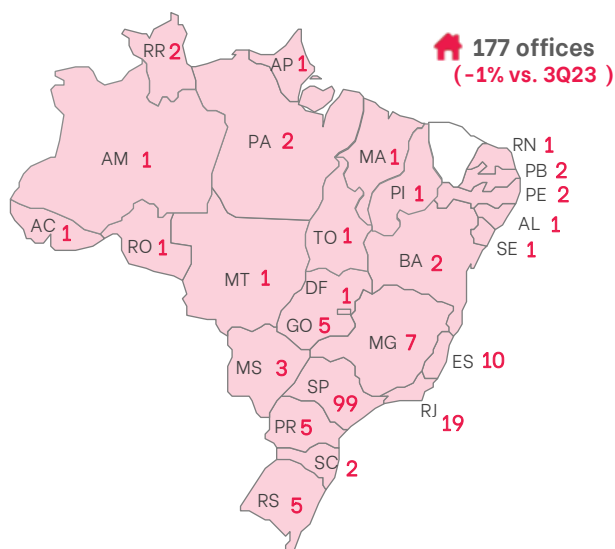 177 offices
(-1% vs. 3Q23 )
RR 2
AP 1
AM 1
PA 2
MA 1
PI 1
RN 1
PB 2
PE 2
AL 1
SE 1
AC 1
RO 1
TO 1
BA 2
MT 1
DF 1
GO 5
MG 7
ES 10
MS 3
SP 99
RJ 19
PR 5
SC 2
RS 5